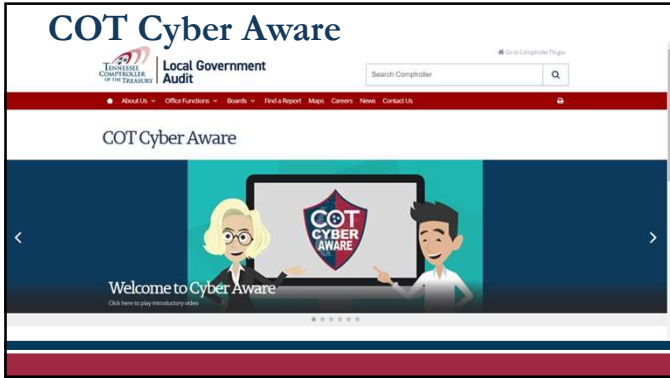 COT Cyber Aware
Go to Comptroller.TN.gov
TENNESSEE
COMPTROLLER
OF THE TREASURY
Local Government
Audit
Search Comptroller
About Us Office Functions Boards Find a Report Maps Careers News Contact Us
COT Cyber Aware
COT
CYBER
AWARE
Welcome to Cyber Aware
Click here to play introductory video